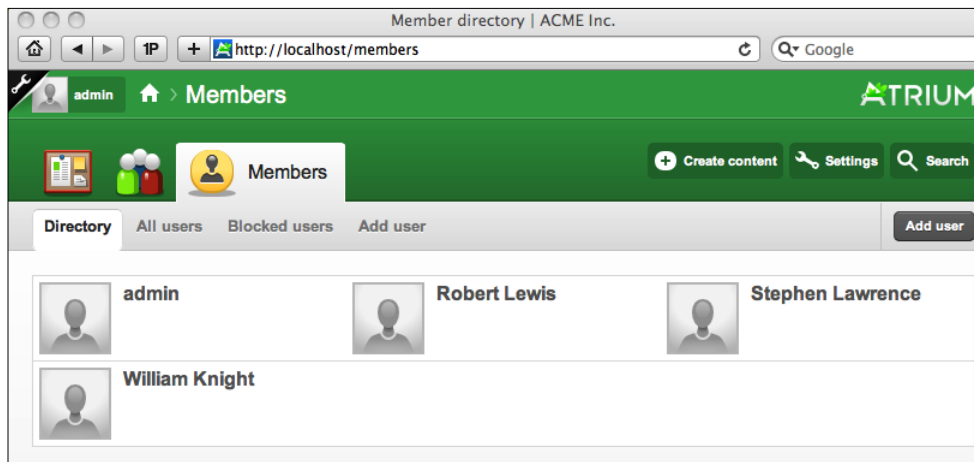 Member directory | ACME Inc.
1P + http://localhost/members Google
admin > Members ATRIUM
Members Create content Settings Search
Directory All users Blocked users Add user Add user
admin Robert Lewis Stephen Lawrence
William Knight